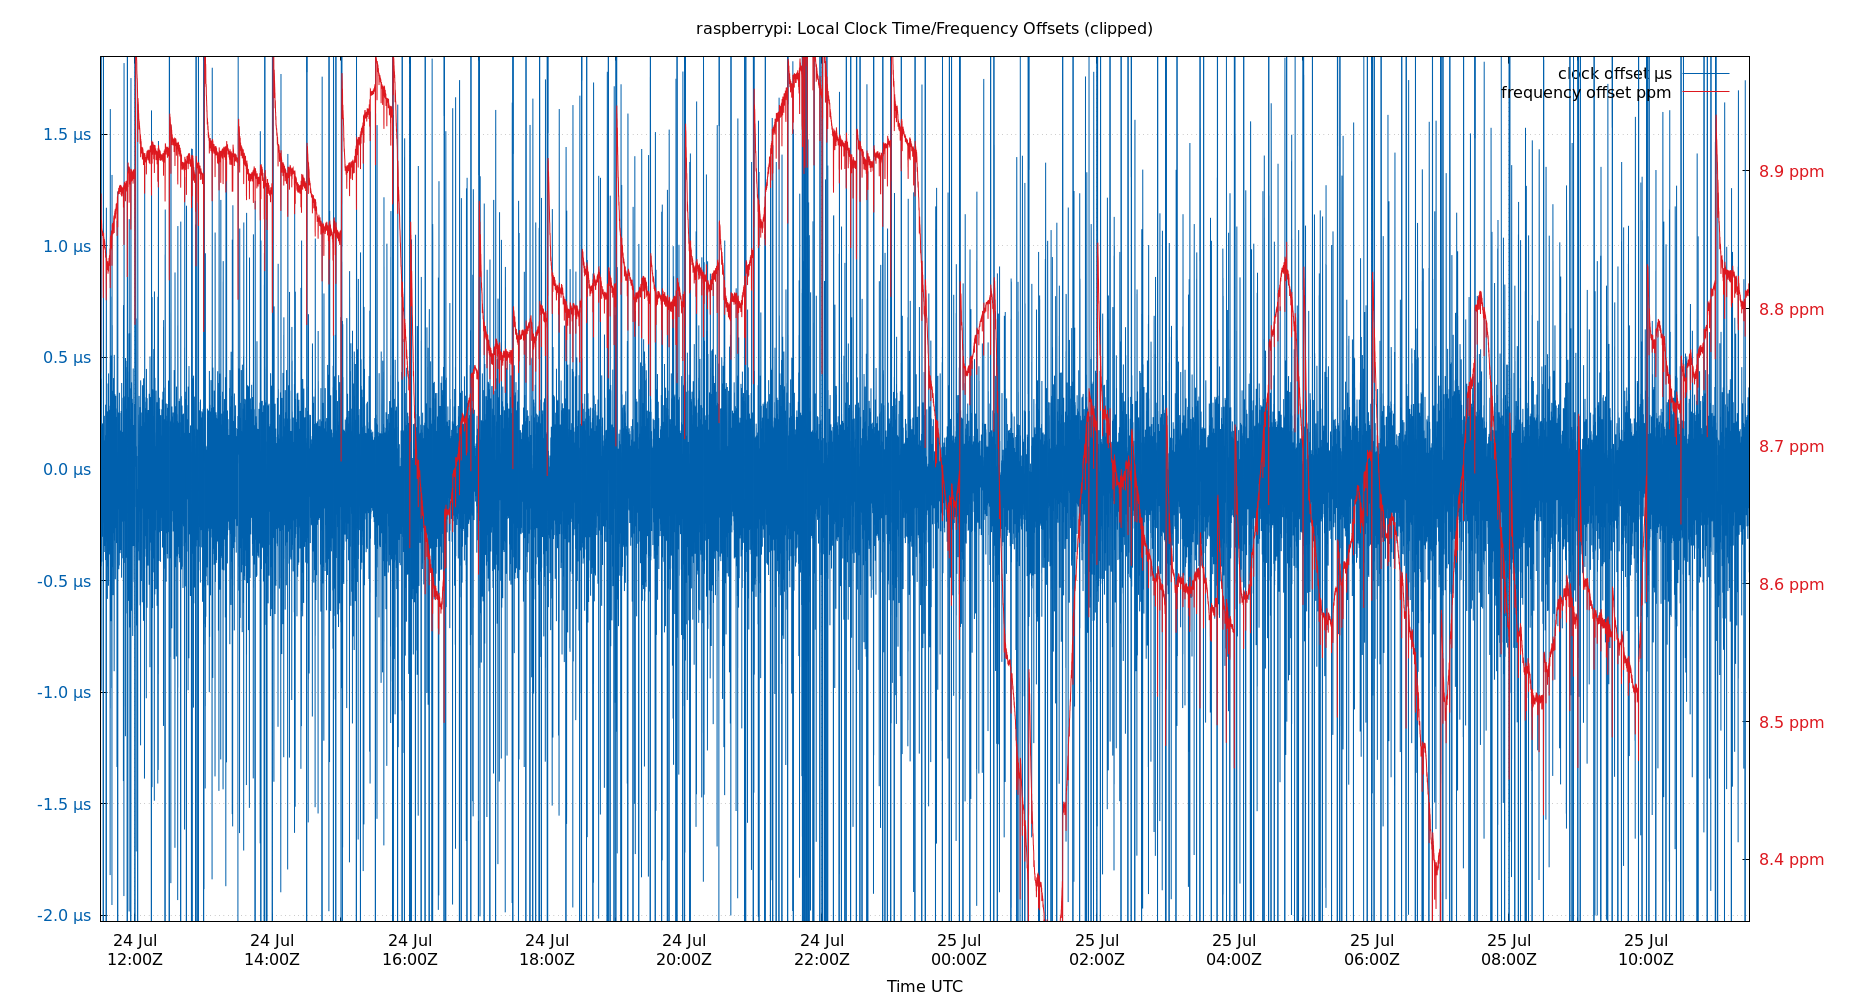 raspberrypi: Local Clock Time/Frequency Offsets (clipped)
clock offset µs
frequency offset ppm
1.5 µs
1.0 µs
0.5 µs
0.0 µs
-0.5 µs
-1.0 µs
-1.5 µs
-2.0 µs
8.9 ppm
8.8 ppm
8.7 ppm
8.6 ppm
8.5 ppm
8.4 ppm
24 Jul 24 Jul 24 Jul 24 Jul 24 Jul 24 Jul 25 Jul 25 Jul 25 Jul 25 Jul 25 Jul 25 Jul
12:00Z 14:00Z 16:00Z 18:00Z 20:00Z 22:00Z 00:00Z 02:00Z 04:00Z 06:00Z 08:00Z 10:00Z
Time UTC